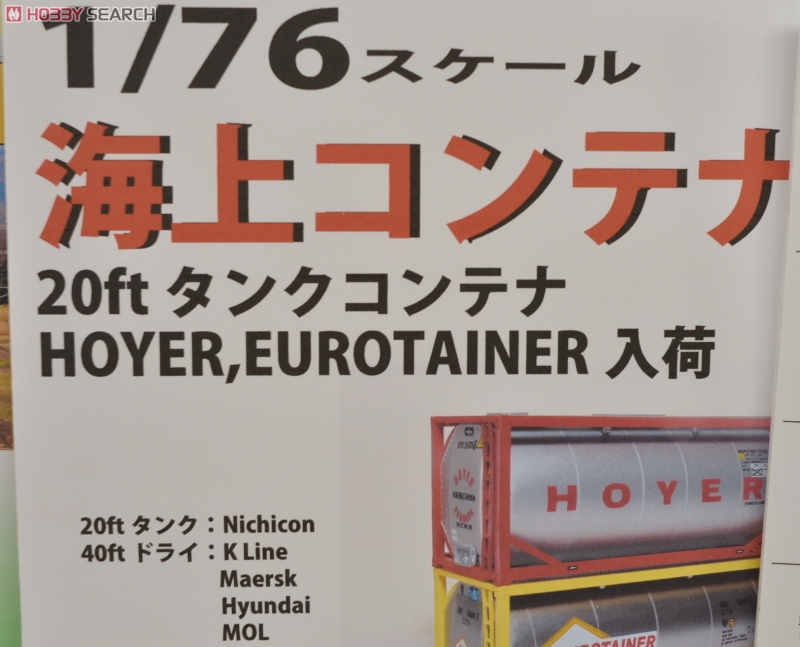 HOBBY SEARCH
1/76スケール
海上コンテナ
20ft タンクコンテナ
HOYER,EUROTAINER 入荷
20ft タンク：Nichicon
40ft ドライ：K Line
Maersk
Hyundai
MOL
HOYER
HOYER
EUROTAINER